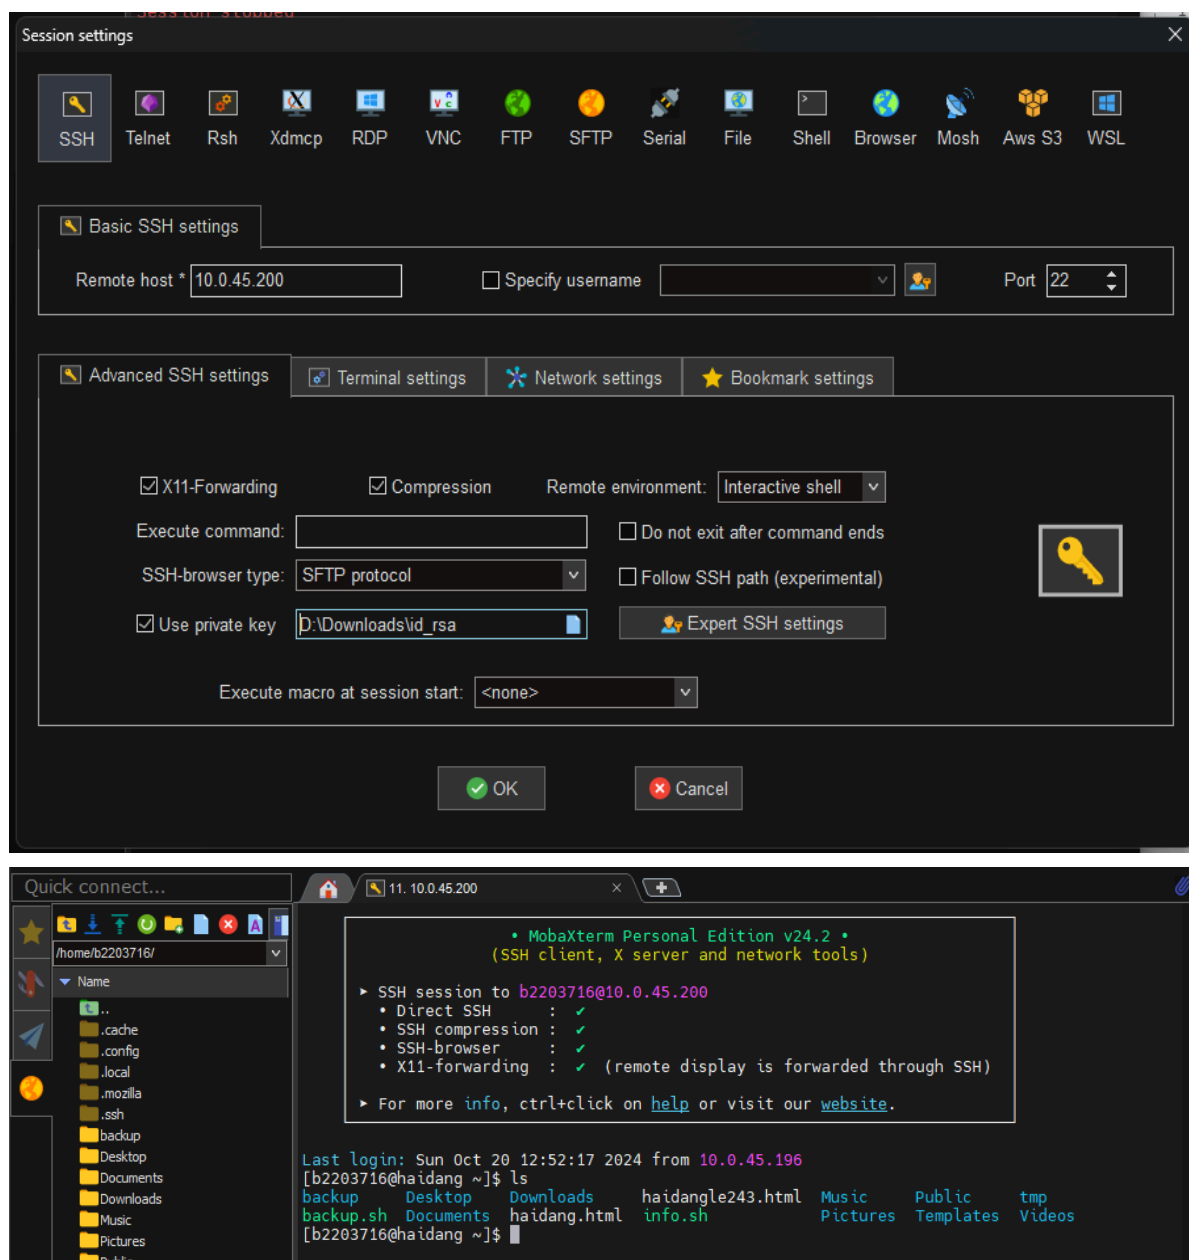 Session stopped
Session settings
SSH Telnet Rsh Xdmcp RDP VNC FTP SFTP Serial File Shell Browser Mosh Aws S3 WSL
Basic SSH settings
Remote host * 10.0.45.200 Specify username Port 22
Advanced SSH settings Terminal settings Network settings Bookmark settings
X11-Forwarding Compression Remote environment: Interactive shell
Execute command: Do not exit after command ends
SSH-browser type: SFTP protocol Follow SSH path (experimental)
Use private key D:\Downloads\id_rsa Expert SSH settings
Execute macro at session start: <none>
OK Cancel
Quick connect... 11. 10.0.45.200
/home/b2203716/
Name
..
.cache
.config
.local
.mozilla
.ssh
backup
Desktop
Documents
Downloads
Music
Pictures
Public
• MobaXterm Personal Edition v24.2 •
(SSH client, X server and network tools)
➤ SSH session to b2203716@10.0.45.200
• Direct SSH : ✔
• SSH compression : ✔
• SSH-browser : ✔
• X11-forwarding : ✔ (remote display is forwarded through SSH)
➤ For more info, ctrl+click on help or visit our website.
Last login: Sun Oct 20 12:52:17 2024 from 10.0.45.196
[b2203716@haidang ~]$ ls
backup Desktop Downloads haidangle243.html Music Public tmp
backup.sh Documents haidang.html info.sh Pictures Templates Videos
[b2203716@haidang ~]$